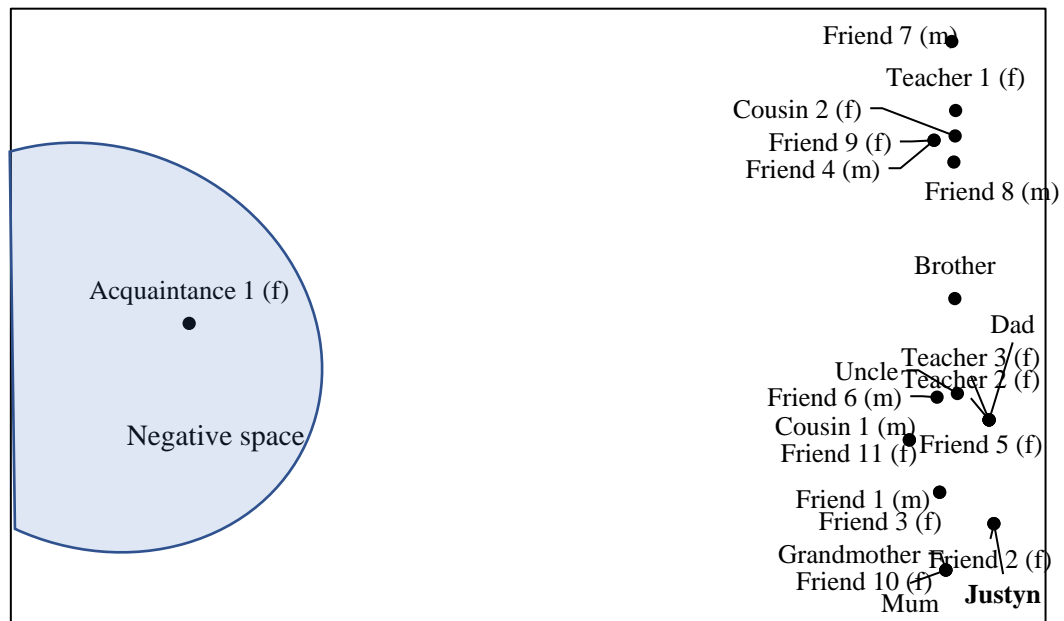 Friend 7 (m)
Teacher 1 (f)
Cousin 2 (f)
Friend 9 (f)
Friend 4 (m)
Friend 8 (m)
Brother
Acquaintance 1 (f)
Dad
Teacher 3 (f)
Uncle
Teacher 2 (f)
Friend 6 (m)
Cousin 1 (m)
Negative space
Friend 5 (f)
Friend 11 (f)
Friend 1 (m)
Friend 3 (f)
Grandmother
Friend 2 (f)
Friend 10 (f)
Justyn
Mum